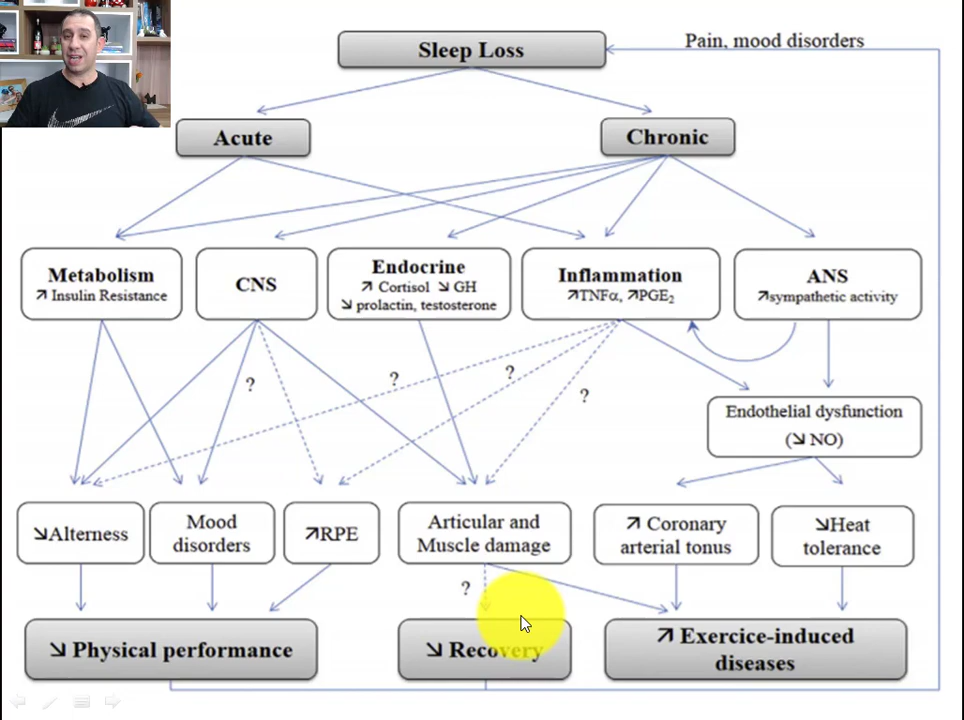 Sleep Loss
Pain, mood disorders
Acute
Chronic
Metabolism
↗ Insulin Resistance
CNS
Endocrine
↗ Cortisol ↘ GH
↘ prolactin, testosterone
Inflammation
↗TNFα, ↗PGE₂
ANS
↗sympathetic activity
?
?
?
?
Endothelial dysfunction
(↘ NO)
↘Alterness
Mood
disorders
↗RPE
Articular and
Muscle damage
↗ Coronary
arterial tonus
↘Heat
tolerance
?
↘ Physical performance
↘ Recovery
↗ Exercice-induced
diseases